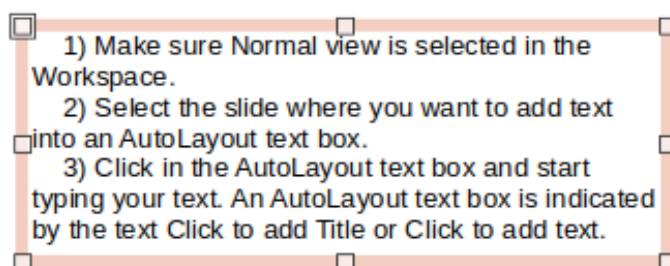 1) Make sure Normal view is selected in the
Workspace.
2) Select the slide where you want to add text
into an AutoLayout text box.
3) Click in the AutoLayout text box and start
typing your text. An AutoLayout text box is indicated
by the text Click to add Title or Click to add text.